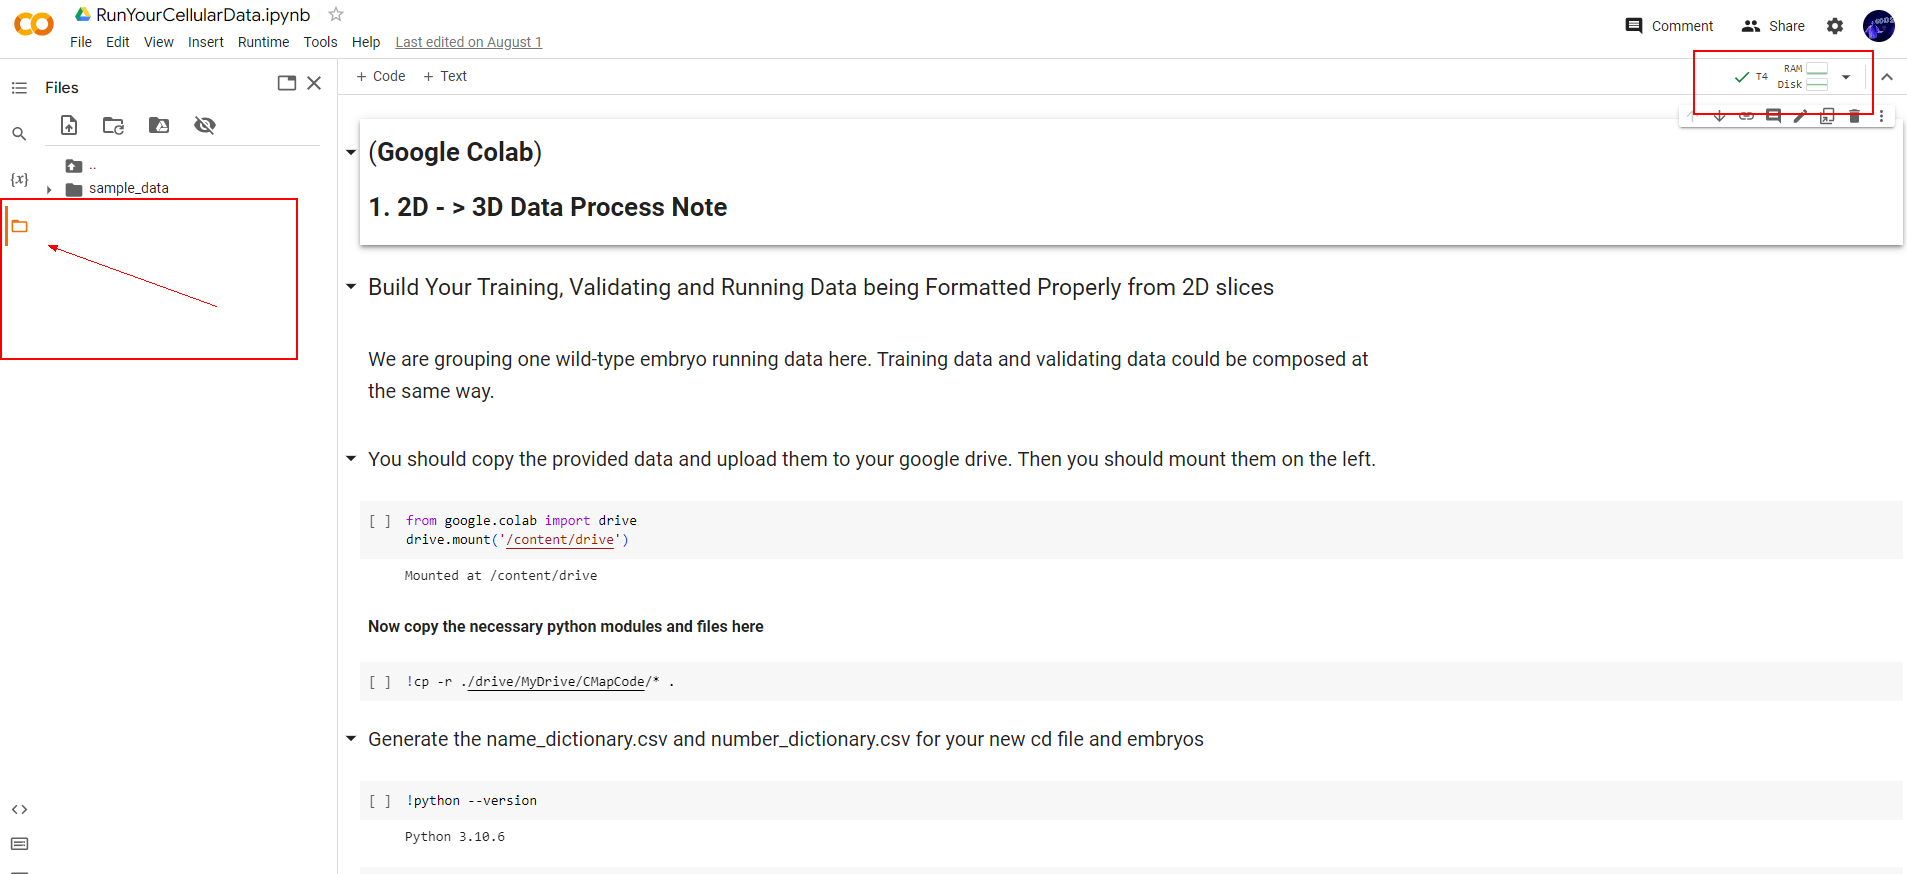 RunYourCellularData.ipynb
File Edit View Insert Runtime Tools Help Last edited on August 1
Comment Share
Files
+ Code + Text
T4 RAM
Disk
..
{x}
sample_data
(Google Colab)
1. 2D - > 3D Data Process Note
Build Your Training, Validating and Running Data being Formatted Properly from 2D slices
We are grouping one wild-type embryo running data here. Training data and validating data could be composed at
the same way.
You should copy the provided data and upload them to your google drive. Then you should mount them on the left.
[ ] from google.colab import drive
drive.mount('/content/drive')
Mounted at /content/drive
Now copy the necessary python modules and files here
[ ] !cp -r ./drive/MyDrive/CMapCode/* .
Generate the name_dictionary.csv and number_dictionary.csv for your new cd file and embryos
[ ] !python --version
Python 3.10.6